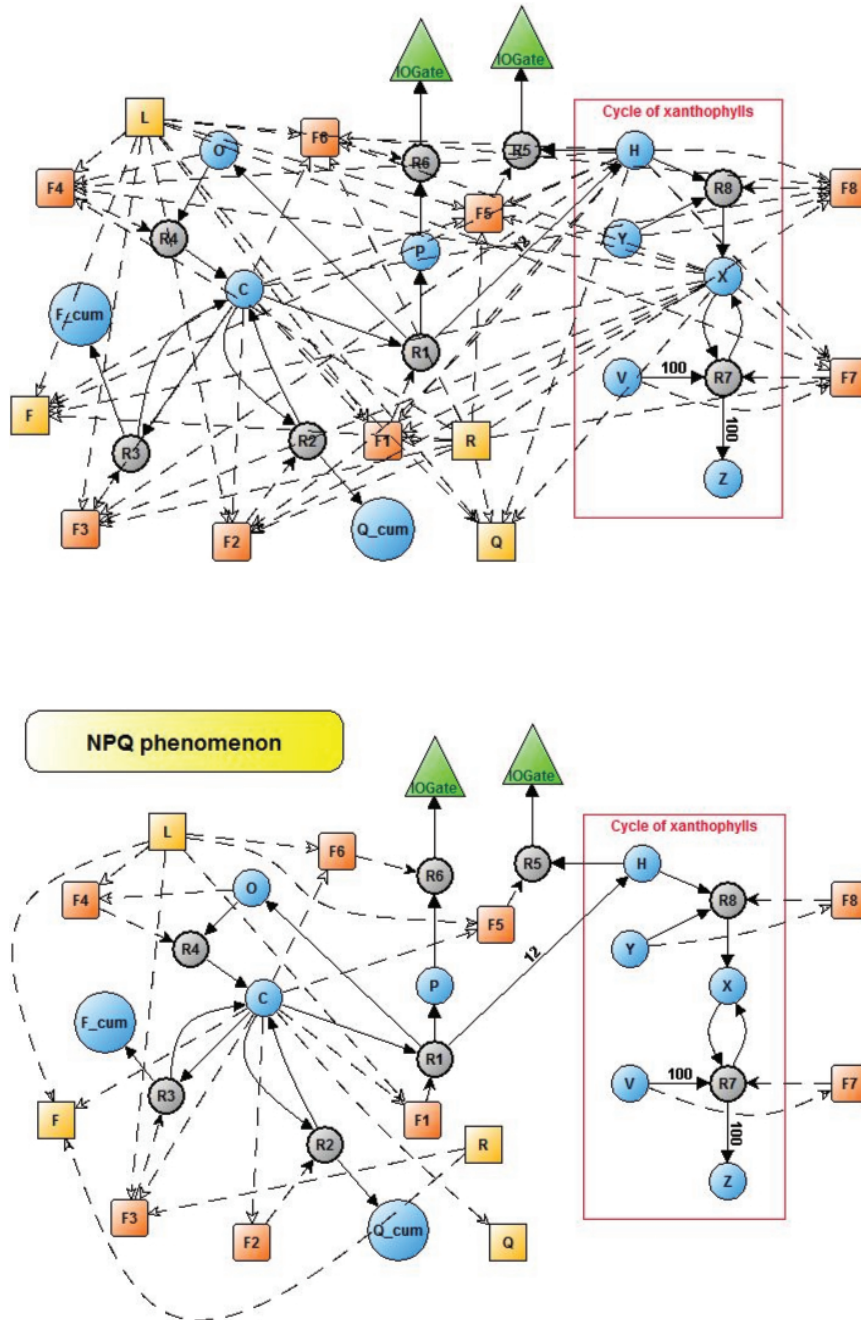 IOGate
IOGate
Cycle of xanthophylls
L
F6
O
R6
R5
H
F4
R8
F8
R4
F5
12
Y
P
C
X
F_cum
R1
V
100
R7
F7
F
R3
R2
F1
R
100
Z
F3
F2
Q_cum
Q
NPQ phenomenon
IOGate
IOGate
Cycle of xanthophylls
L
F6
R6
R5
H
F4
O
R8
F8
F5
R4
Y
12
P
C
X
F_cum
R1
R3
V
100
R7
F7
F
F1
R2
R
100
Z
F3
F2
Q_cum
Q